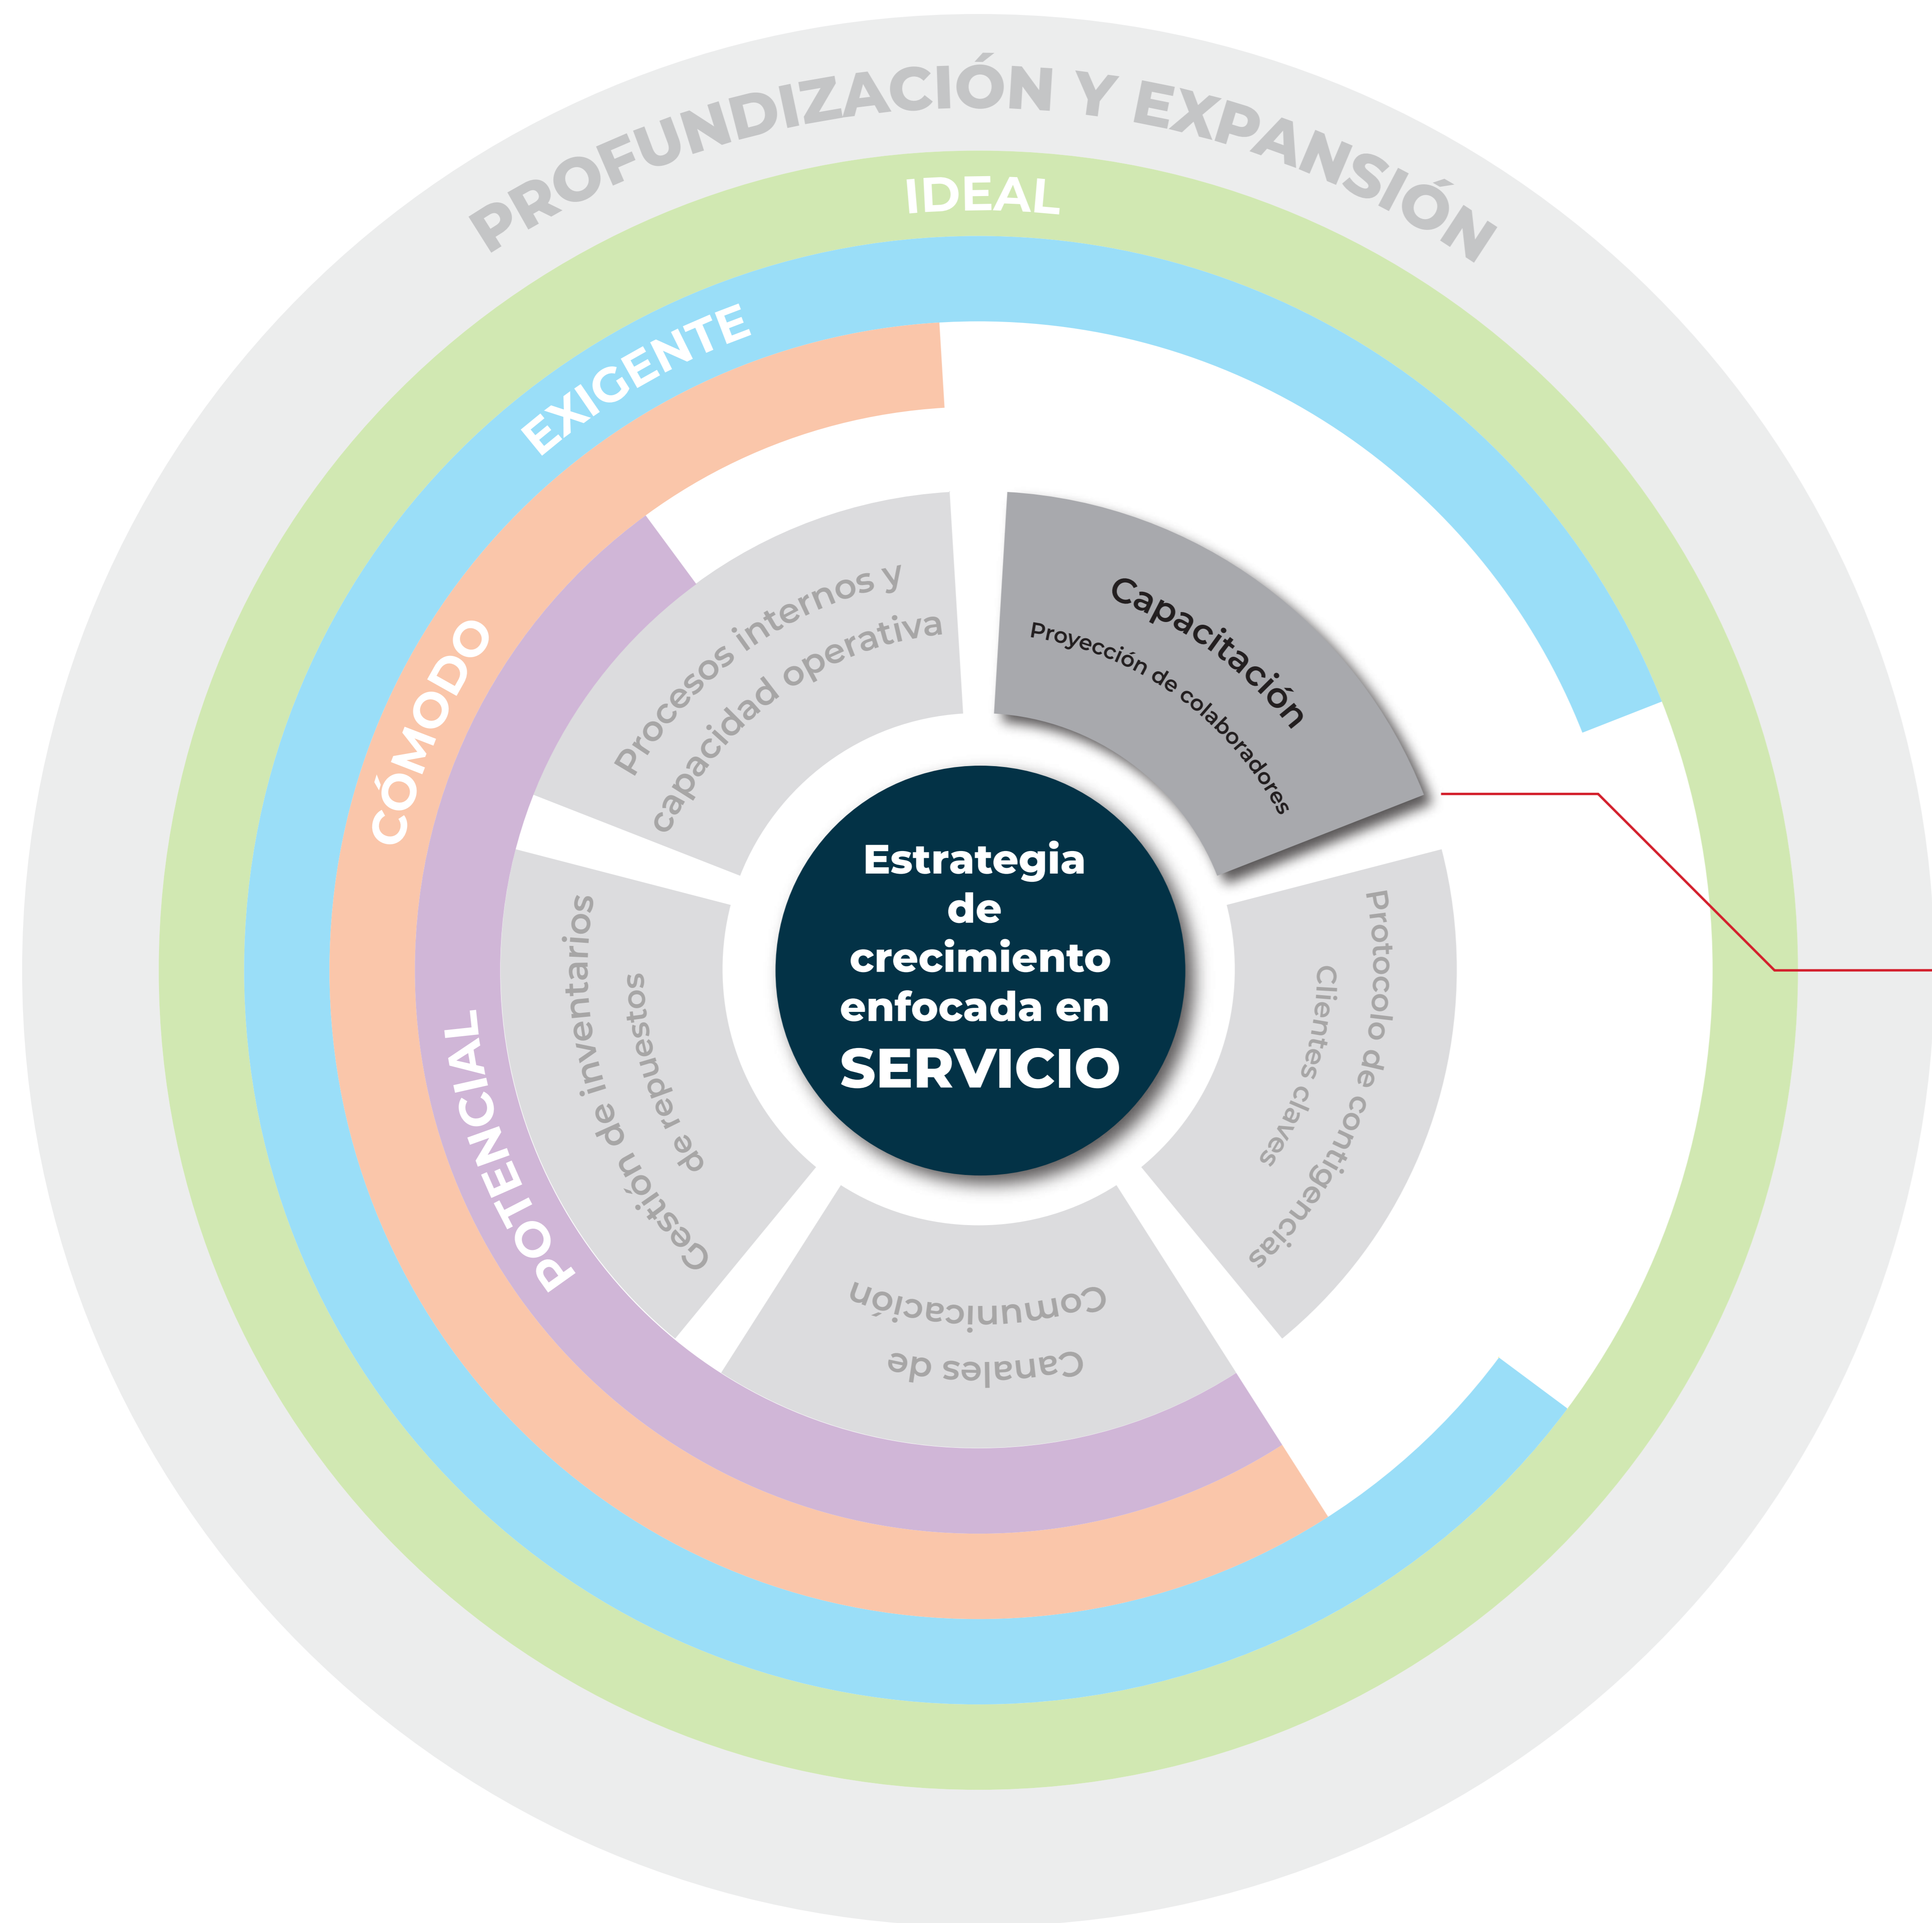 PROFUNDIZACIÓN Y EXPANSIÓN
IDEAL
EXIGENTE
CÓMODO
POTENCIAL
Procesos internos y
capacidad operativa
Capacitación
Proyección de colaboradores
Protocolo de contigencias
Clientes claves
Canales de
Comunicación
Gestión de inventarios
de repuestos
Estrategia
de
crecimiento
enfocada en
SERVICIO